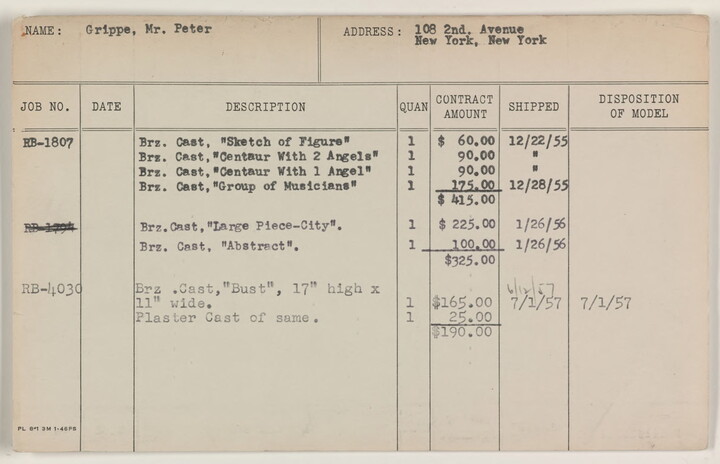 NAME: Grippe, Mr. Peter ADDRESS: 108 2nd. Avenue
New York, New York
JOB NO. DATE DESCRIPTION QUAN CONTRACT AMOUNT SHIPPED DISPOSITION OF MODEL
RB-1807 Brz. Cast, "Sketch of Figure" 1 $ 60.00 12/22/55
Brz. Cast,"Centaur With 2 Angels" 1 90.00 "
Brz. Cast,"Centaur With 1 Angel" 1 90.00 "
Brz. Cast,"Group of Musicians" 1 175.00 12/28/55
$ 415.00
Brz.Cast,"Large Piece-City". 1 $ 225.00 1/26/56
Brz. Cast, "Abstract". 1 100.00 1/26/56
$325.00
RB-4030 Brz .Cast,"Bust", 17" high x 6/12/57
11" wide. 1 $165.00 7/1/57 7/1/57
Plaster Cast of same. 1 25.00
$190.00